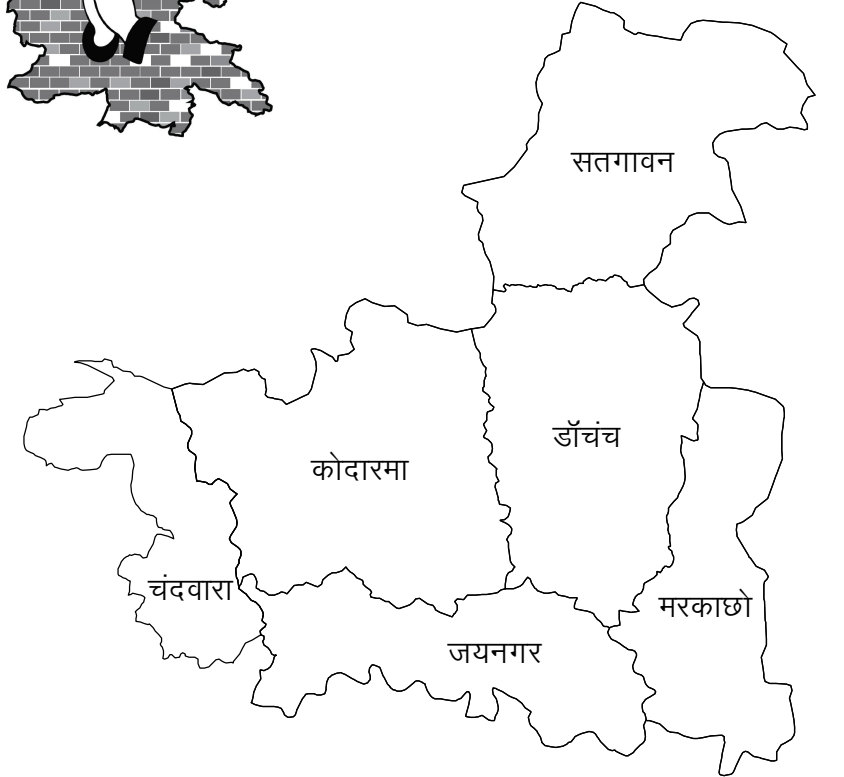 सतगावन
डॉचंच
कोदारमा
चंदवारा
मरकाछो
जयनगर